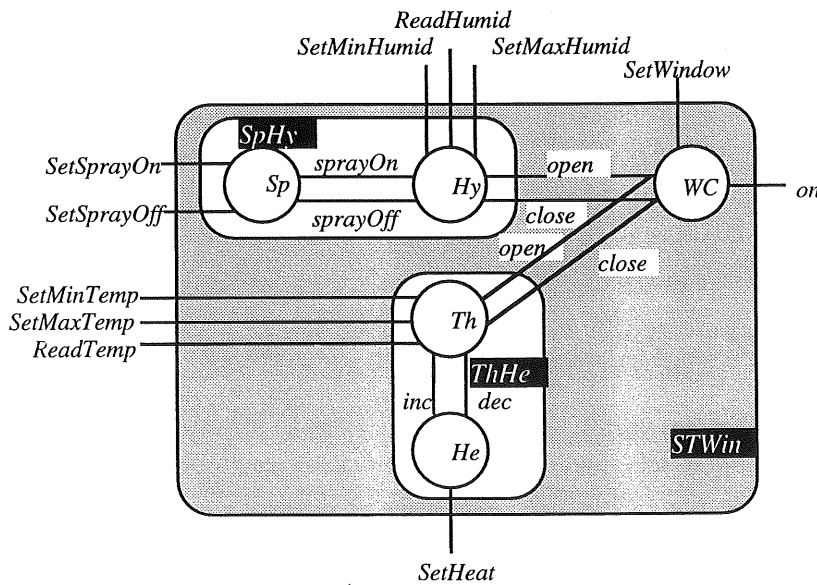 ReadHumid
SetMinHumid
SetMaxHumid
SetWindow
SpHy
SetSprayOn
sprayOn
open
Sp
Hy
WC
on
SetSprayOff
sprayOff
close
open
close
SetMinTemp
SetMaxTemp
Th
ReadTemp
ThHe
inc
dec
He
STWin
SetHeat